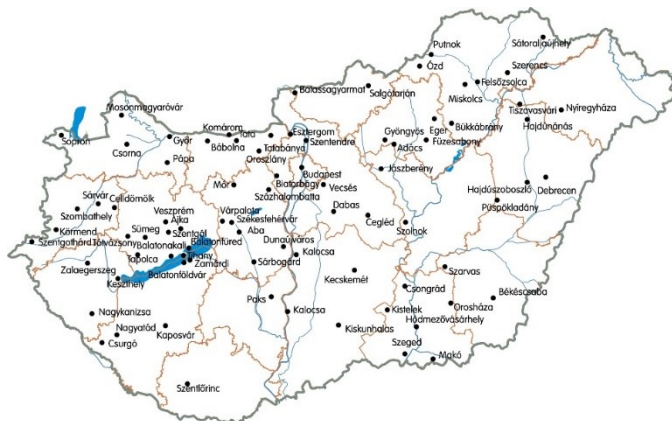 Sátoraljaújhely
Putnok
Ózd
Szerencs
Felsőzsolca
Miskolc
Balassagyarmat
Salgótarján
Tiszavasvári
Nyíregyháza
Mosonmagyaróvár
Hajdúnánás
Komárom
Tata
Esztergom
Gyöngyös
Eger
Bükkábrány
Sopron
Győr
Bábolna
Tatabánya
Szentendre
Adács
Füzesabony
Csorna
Pápa
Oroszlány
Budapest
Jászberény
Biatorbágy
Vecsés
Debrecen
Mór
Százhalombatta
Hajdúszoboszló
Sárvár
Celldömölk
Püspökladány
Szombathely
Veszprém
Várpalota
Dabas
Ajka
Székesfehérvár
Cegléd
Körmend
Sümeg
Szentgál
Aba
Szolnok
Szentgotthárd
Tótvázsony
Balatonakali
Balatonfüred
Dunaújváros
Tapolca
Tihany
Kalocsa
Zalaegerszeg
Zamárdi
Sárbogárd
Balatonföldvár
Keszthely
Kecskemét
Szarvas
Csongrád
Békéscsaba
Paks
Nagykanizsa
Kalocsa
Kistelek
Orosháza
Nagyatád
Kaposvár
Kiskunhalas
Hódmezővásárhely
Csurgó
Szeged
Makó
Szentlőrinc